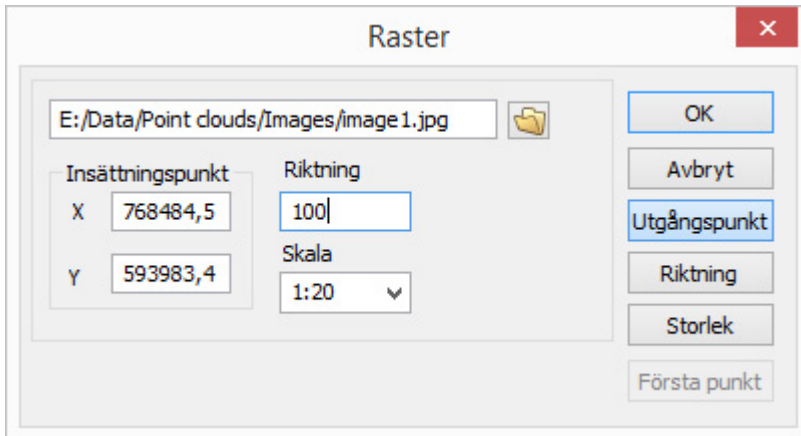 Raster
E:/Data/Point clouds/Images/image1.jpg
OK
Insättningspunkt
Riktning
Avbryt
X 768484,5
100
Utgångspunkt
Skala
Y 593983,4
1:20
Riktning
Storlek
Första punkt